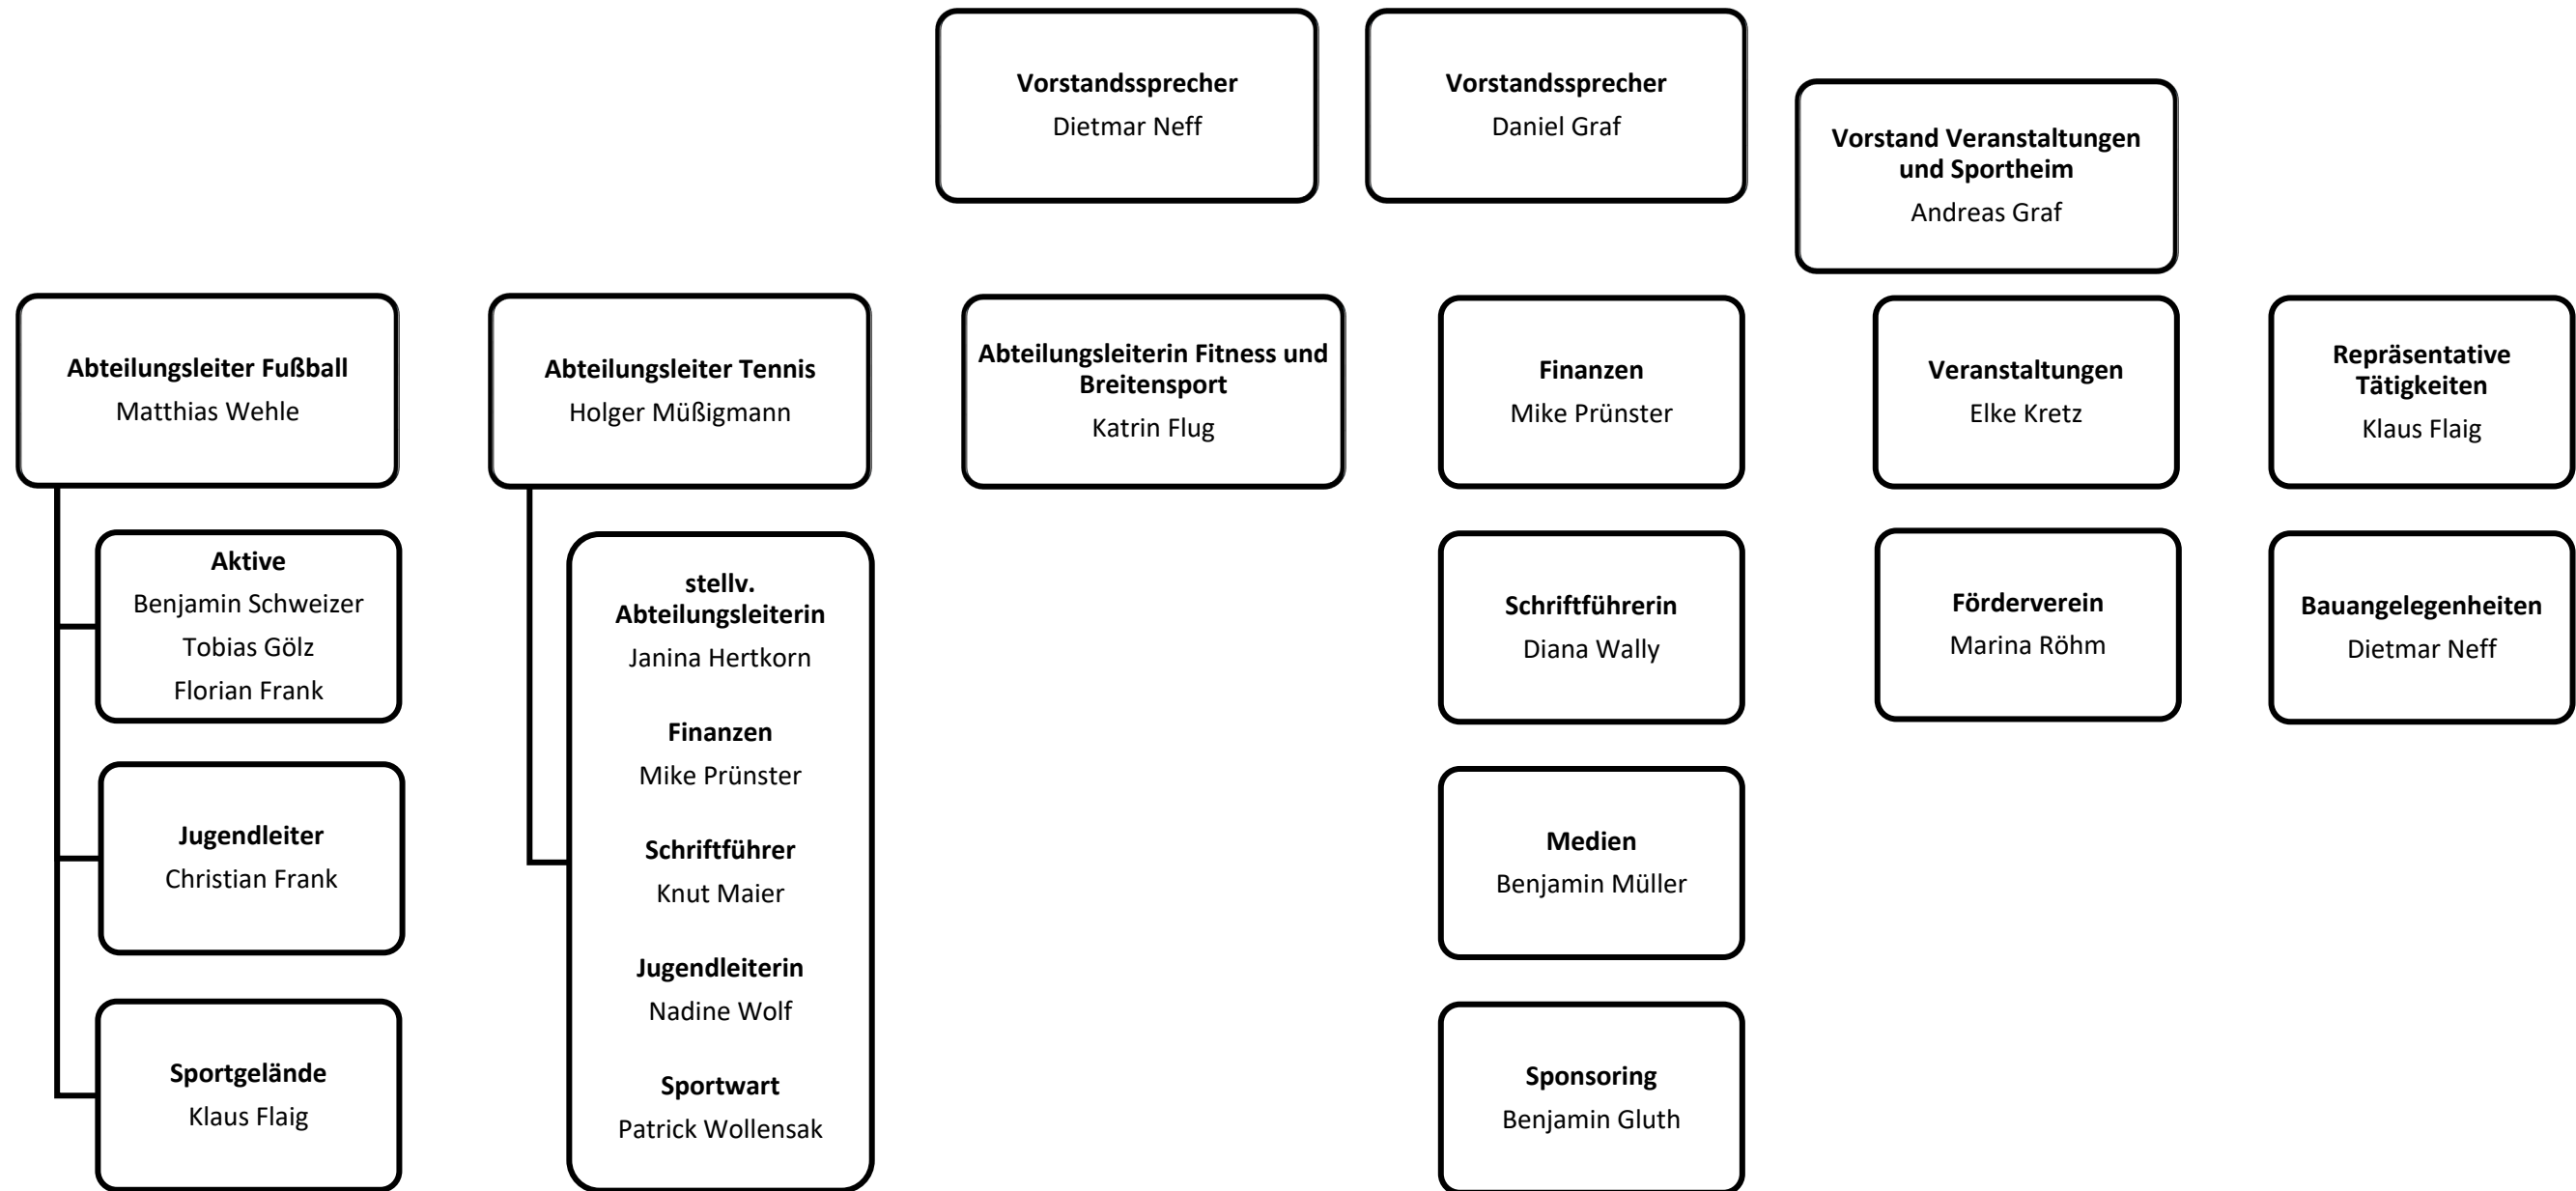 Vorstandssprecher
Dietmar Neff
Vorstandssprecher
Daniel Graf
Vorstand Veranstaltungen
und Sportheim
Andreas Graf
Abteilungsleiter Fußball
Matthias Wehle
Abteilungsleiter Tennis
Holger Müßigmann
Abteilungsleiterin Fitness und
Breitensport
Katrin Flug
Finanzen
Mike Prünster
Veranstaltungen
Elke Kretz
Repräsentative
Tätigkeiten
Klaus Flaig
Aktive
Benjamin Schweizer
Tobias Gölz
Florian Frank
Jugendleiter
Christian Frank
Sportgelände
Klaus Flaig
stellv.
Abteilungsleiterin
Janina Hertkorn
Finanzen
Mike Prünster
Schriftführer
Knut Maier
Jugendleiterin
Nadine Wolf
Sportwart
Patrick Wollensak
Schriftführerin
Diana Wally
Medien
Benjamin Müller
Sponsoring
Benjamin Gluth
Förderverein
Marina Röhm
Bauangelegenheiten
Dietmar Neff